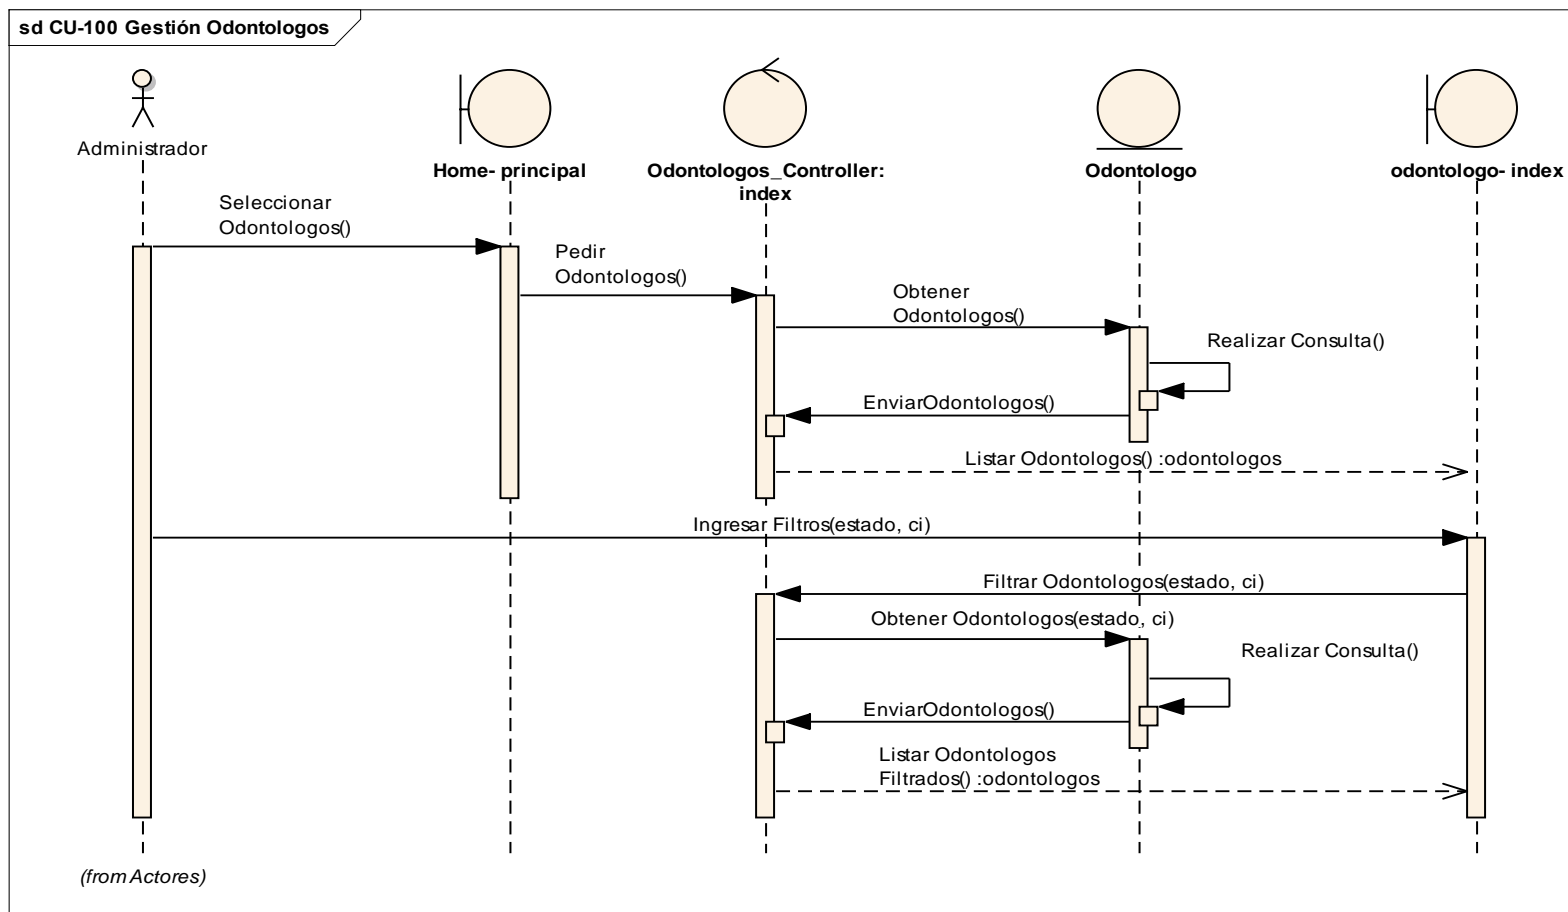 sd CU-100 Gestión Odontologos
Administrador
Home- principal
Odontologos_Controller:
index
Odontologo
odontologo- index
Seleccionar
Odontologos()
Pedir
Odontologos()
Obtener
Odontologos()
Realizar Consulta()
EnviarOdontologos()
Listar Odontologos() :odontologos
Ingresar Filtros(estado, ci)
Filtrar Odontologos(estado, ci)
Obtener Odontologos(estado, ci)
Realizar Consulta()
EnviarOdontologos()
Listar Odontologos
Filtrados() :odontologos
(from Actores)